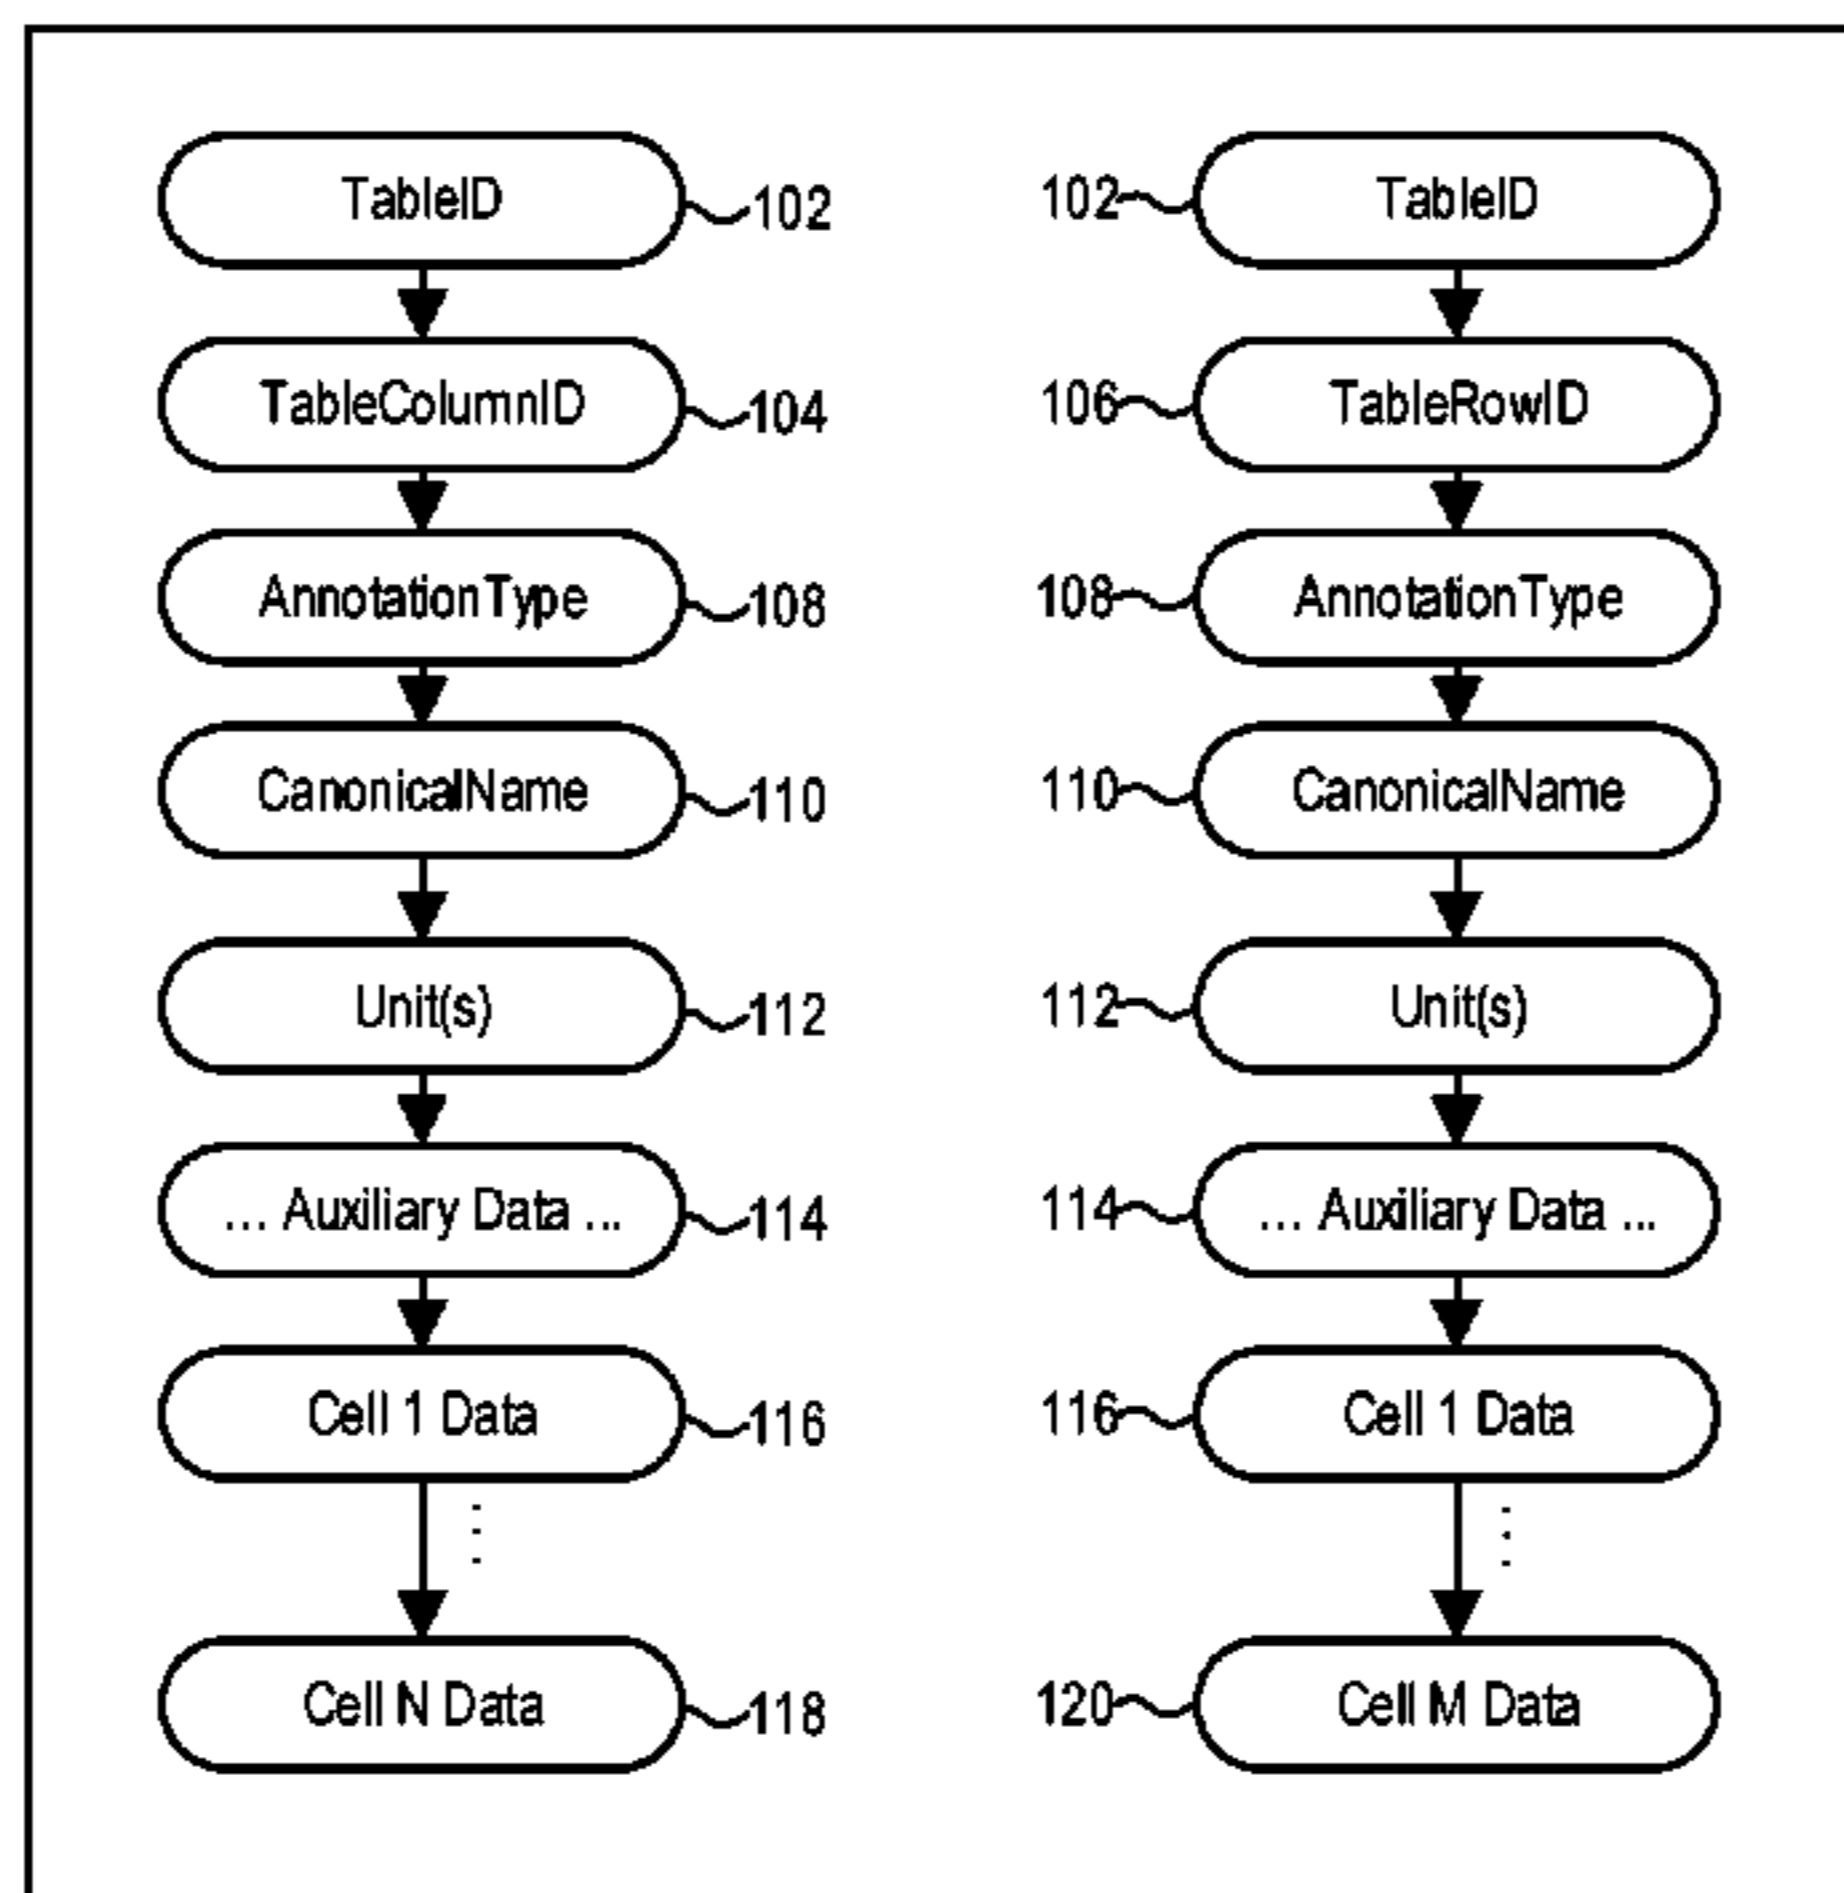 TableID 102
TableColumnID 104
AnnotationType 108
CanonicalName 110
Unit(s) 112
... Auxiliary Data ... 114
Cell 1 Data 116
Cell N Data 118
102 TableID
106 TableRowID
108 AnnotationType
110 CanonicalName
112 Unit(s)
114 ... Auxiliary Data ...
116 Cell 1 Data
120 Cell M Data